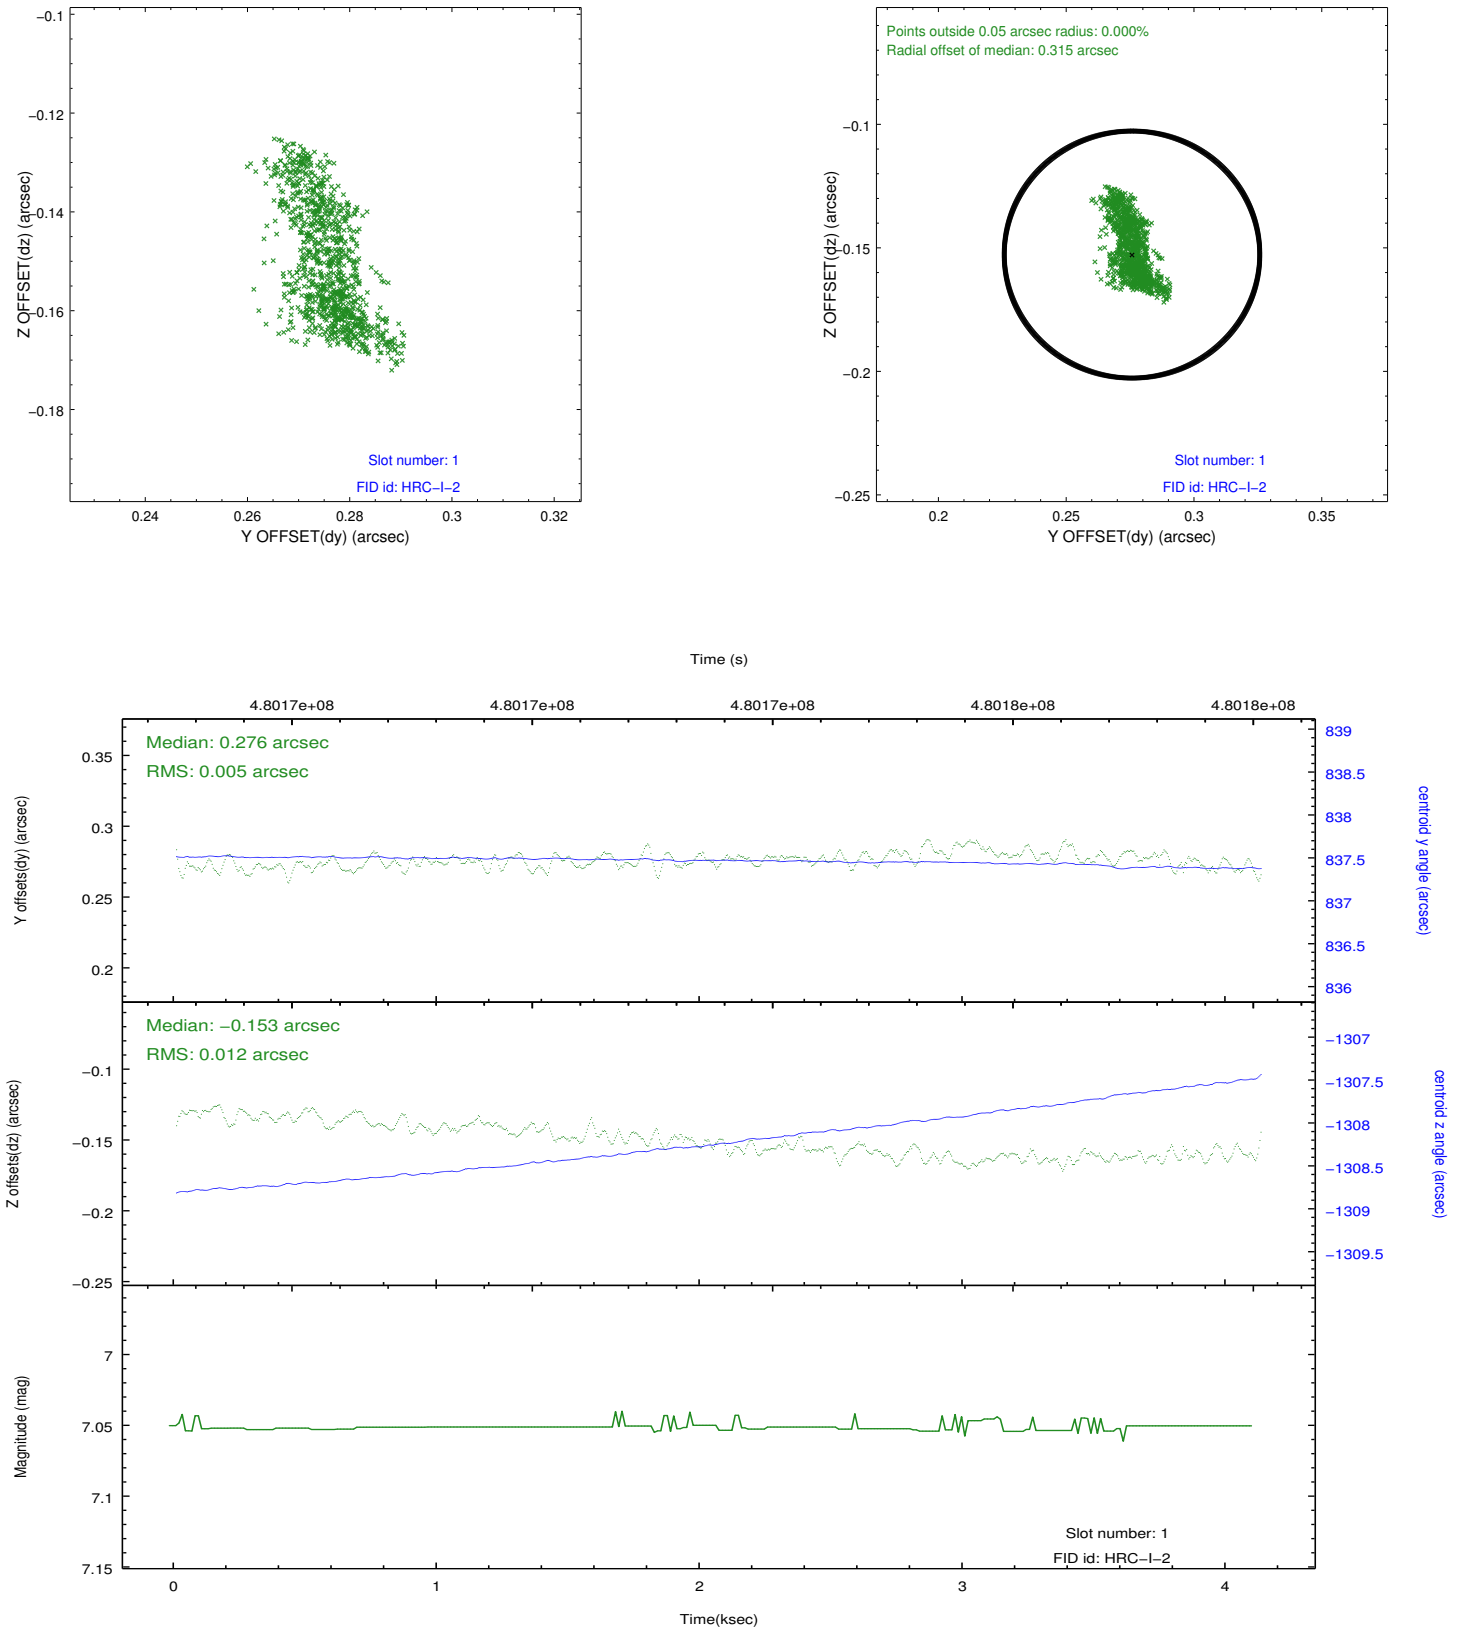 −0.1
−0.12
−0.14
−0.16
−0.18
Z OFFSET(dz) (arcsec)
Slot number: 1
FID id: HRC−I−2
0.24
0.26
0.28
0.3
0.32
Y OFFSET(dy) (arcsec)
Points outside 0.05 arcsec radius: 0.000%
Radial offset of median: 0.315 arcsec
−0.1
−0.15
−0.2
−0.25
Z OFFSET(dz) (arcsec)
Slot number: 1
FID id: HRC−I−2
0.2
0.25
0.3
0.35
Y OFFSET(dy) (arcsec)
Time (s)
4.8017e+08
4.8017e+08
4.8017e+08
4.8018e+08
4.8018e+08
Median: 0.276 arcsec
RMS: 0.005 arcsec
0.35
0.3
0.25
0.2
Y offsets(dy) (arcsec)
839
838.5
838
837.5
837
836.5
836
centroid y angle (arcsec)
Median: −0.153 arcsec
RMS: 0.012 arcsec
−0.1
−0.15
−0.2
−0.25
Z offsets(dz) (arcsec)
−1307
−1307.5
−1308
−1308.5
−1309
−1309.5
centroid z angle (arcsec)
7
7.05
7.1
7.15
Magnitude (mag)
Slot number: 1
FID id: HRC−I−2
0
1
2
3
4
Time(ksec)